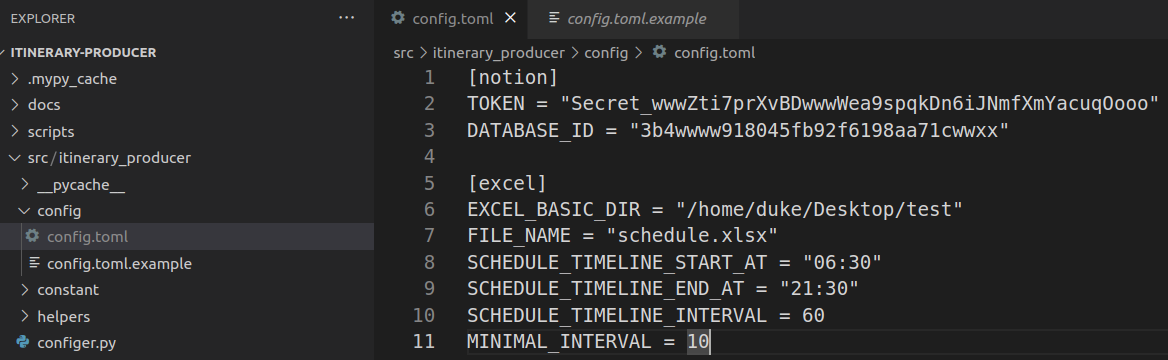 EXPLORER ···
config.toml × config.toml.example
ITINERARY-PRODUCER
src > itinerary_producer > config > config.toml
> .mypy_cache
> docs
> scripts
src/itinerary_producer
> __pycache__
config
config.toml
config.toml.example
> constant
> helpers
configer.py
1 [notion]
2 TOKEN = "Secret_wwwZti7prXvBDwwwWea9spqkDn6iJNmfXmYacuqOooo"
3 DATABASE_ID = "3b4wwww918045fb92f6198aa71cwwxx"
4
5 [excel]
6 EXCEL_BASIC_DIR = "/home/duke/Desktop/test"
7 FILE_NAME = "schedule.xlsx"
8 SCHEDULE_TIMELINE_START_AT = "06:30"
9 SCHEDULE_TIMELINE_END_AT = "21:30"
10 SCHEDULE_TIMELINE_INTERVAL = 60
11 MINIMAL_INTERVAL = 10